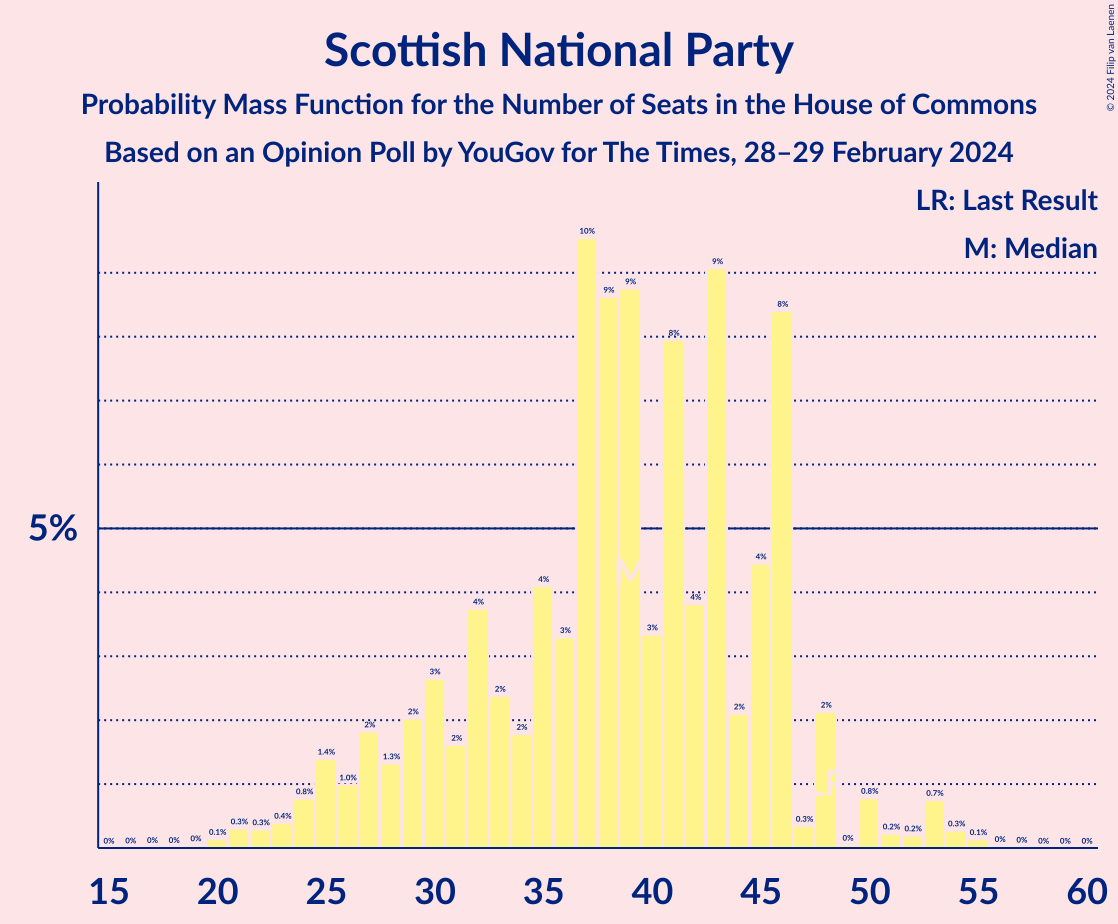 © 2024 Filip van Laenen
Scottish National Party
Probability Mass Function for the Number of Seats in the House of Commons
Based on an Opinion Poll by YouGov for The Times, 28–29 February 2024
LR: Last Result
M: Median
5%
0% 0% 0% 0% 0% 0.1% 0.3% 0.3% 0.4% 0.8% 1.4% 1.0% 2% 1.3% 2% 3% 2% 4% 2% 2% 4% 3% 10% 9% 9% 3% 8% 4% 9% 2% 4% 8% 0.3% 2% 0% 0.8% 0.2% 0.2% 0.7% 0.3% 0.1% 0% 0% 0% 0% 0%
M
LR
15 20 25 30 35 40 45 50 55 60